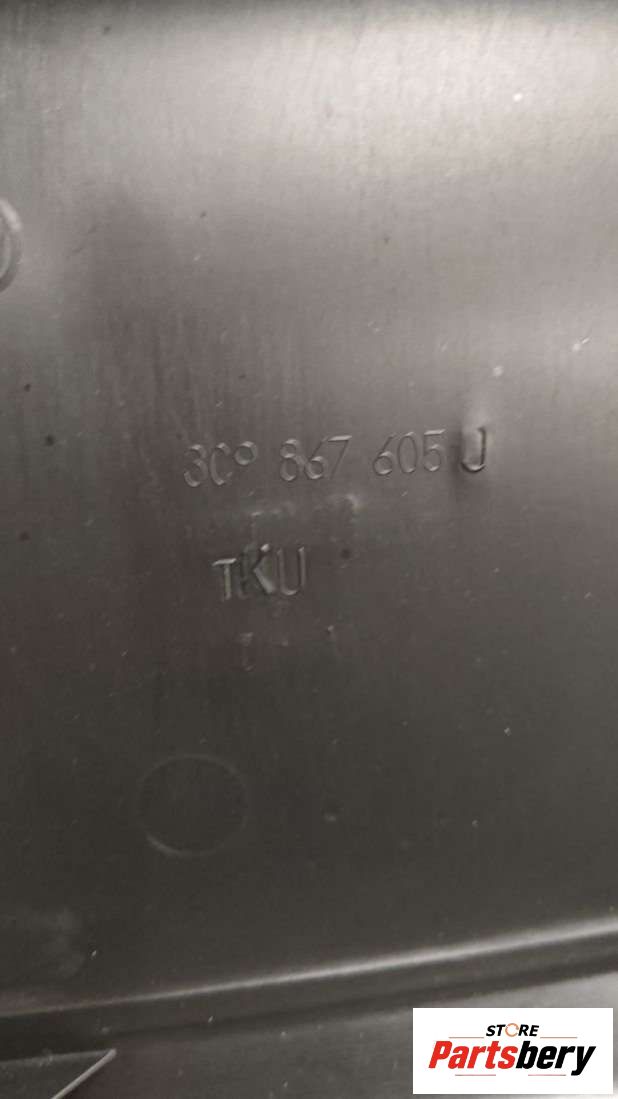 3C9 867 605 J
TKU
STORE
Partsbery